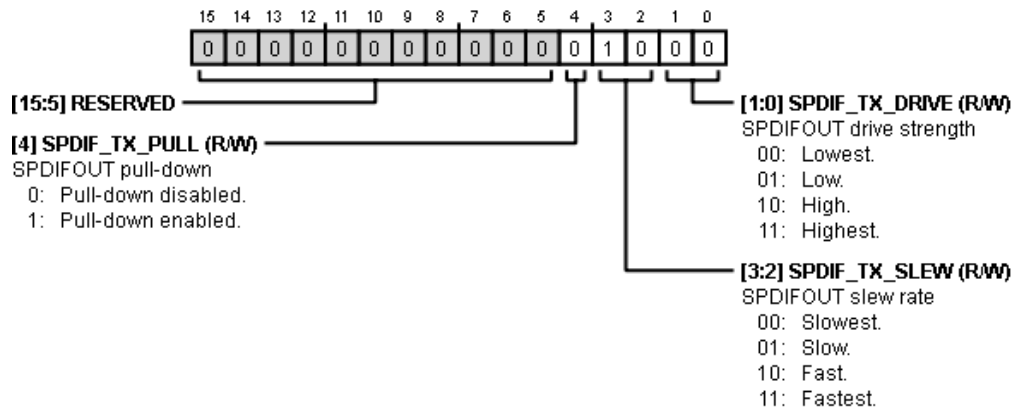 15 14 13 12 11 10 9 8 7 6 5 4 3 2 1 0
0 0 0 0 0 0 0 0 0 0 0 0 1 0 0 0
[15:5] RESERVED
[4] SPDIF_TX_PULL (R/W)
SPDIFOUT pull-down
0: Pull-down disabled.
1: Pull-down enabled.
[1:0] SPDIF_TX_DRIVE (R/W)
SPDIFOUT drive strength
00: Lowest.
01: Low.
10: High.
11: Highest.
[3:2] SPDIF_TX_SLEW (R/W)
SPDIFOUT slew rate
00: Slowest.
01: Slow.
10: Fast.
11: Fastest.